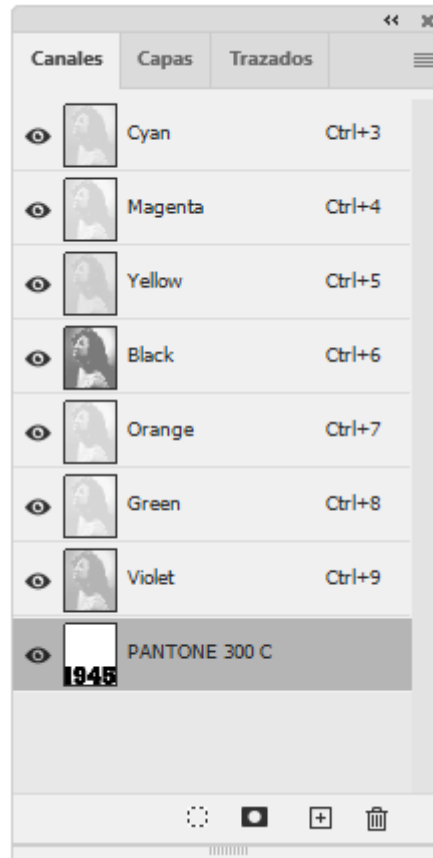 Canales Capas Trazados
Cyan Ctrl+3
Magenta Ctrl+4
Yellow Ctrl+5
Black Ctrl+6
Orange Ctrl+7
Green Ctrl+8
Violet Ctrl+9
PANTONE 300 C
1945